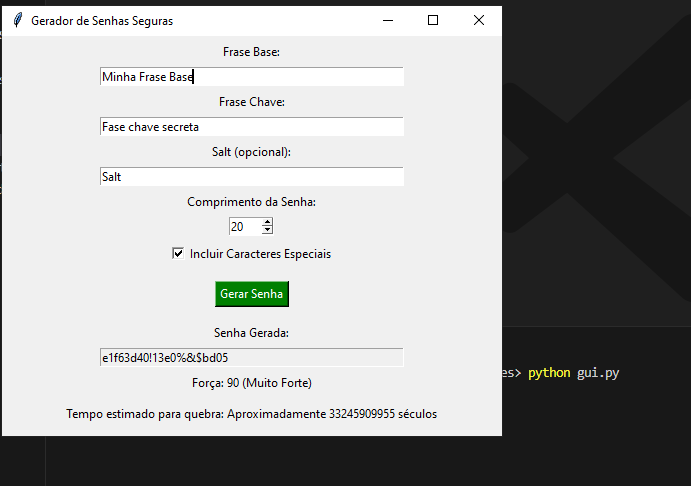 Gerador de Senhas Seguras
Frase Base:
Minha Frase Base
Frase Chave:
Fase chave secreta
Salt (opcional):
Salt
Comprimento da Senha:
20
Incluir Caracteres Especiais
Gerar Senha
Senha Gerada:
e1f63d40!13e0%&$bd05
es> python gui.py
Força: 90 (Muito Forte)
Tempo estimado para quebra: Aproximadamente 33245909955 séculos